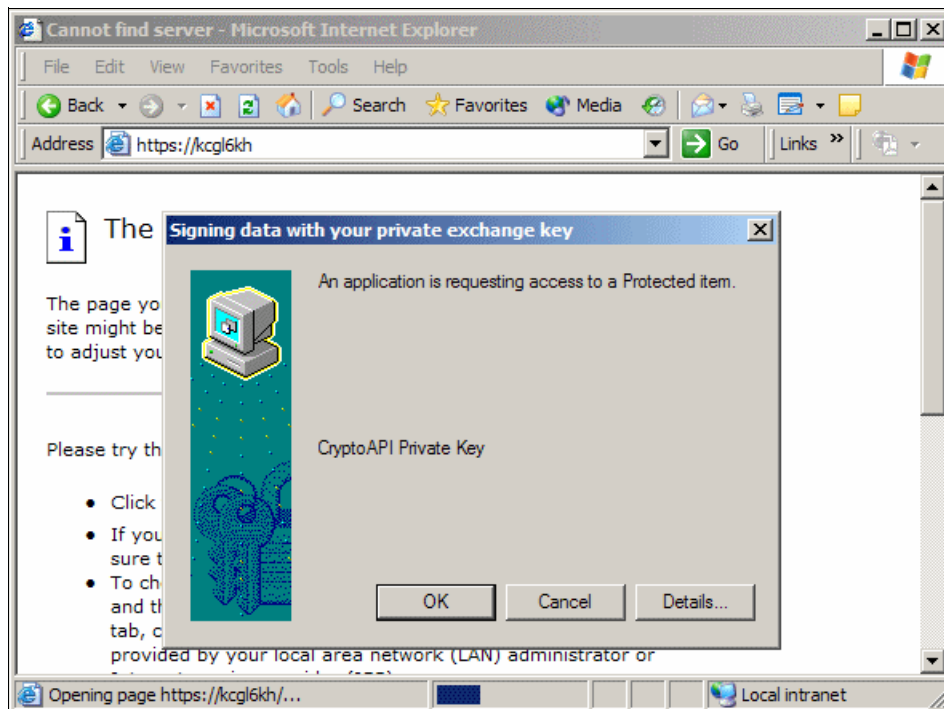 Cannot find server - Microsoft Internet Explorer
File Edit View Favorites Tools Help
Back Search Favorites Media
Address https://kcgl6kh Go Links »
The
Signing data with your private exchange key
An application is requesting access to a Protected item.
The page yo
site might be
to adjust you
CryptoAPI Private Key
Please try th
• Click
• If you
sure t
• To ch
and th
tab, c
OK Cancel Details...
provided by your local area network (LAN) administrator or
Opening page https://kcgl6kh/... Local intranet